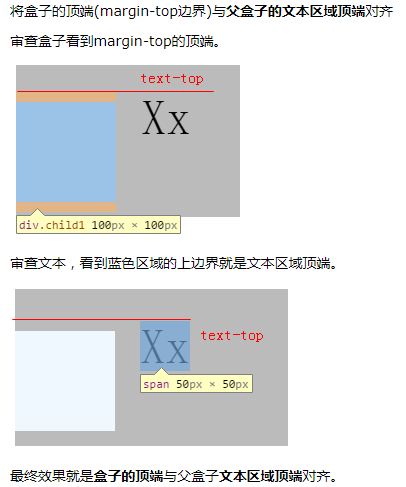 将盒子的顶端(margin-top边界)与父盒子的文本区域顶端对齐
审查盒子看到margin-top的顶端。
text-top
Xx
div.child1 100px × 100px
审查文本，看到蓝色区域的上边界就是文本区域顶端。
Xx
text-top
span 50px × 50px
最终效果就是盒子的顶端与父盒子文本区域顶端对齐。